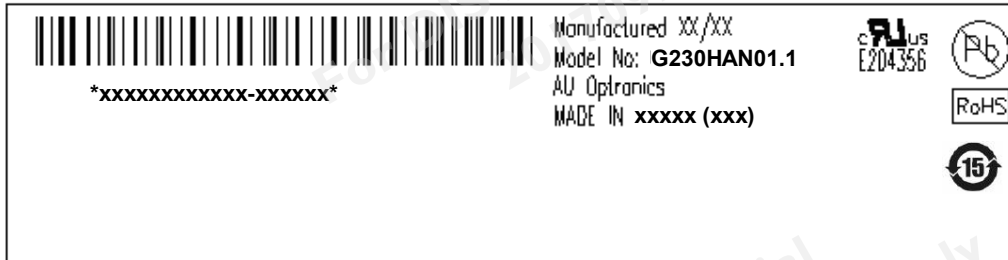 Manufactured XX/XX
Model No: G230HAN01.1
AU Optronics
MADE IN xxxxx (xxx)
*xxxxxxxxxxxx-xxxxxx*
c us
E204356
Pb
RoHS
15